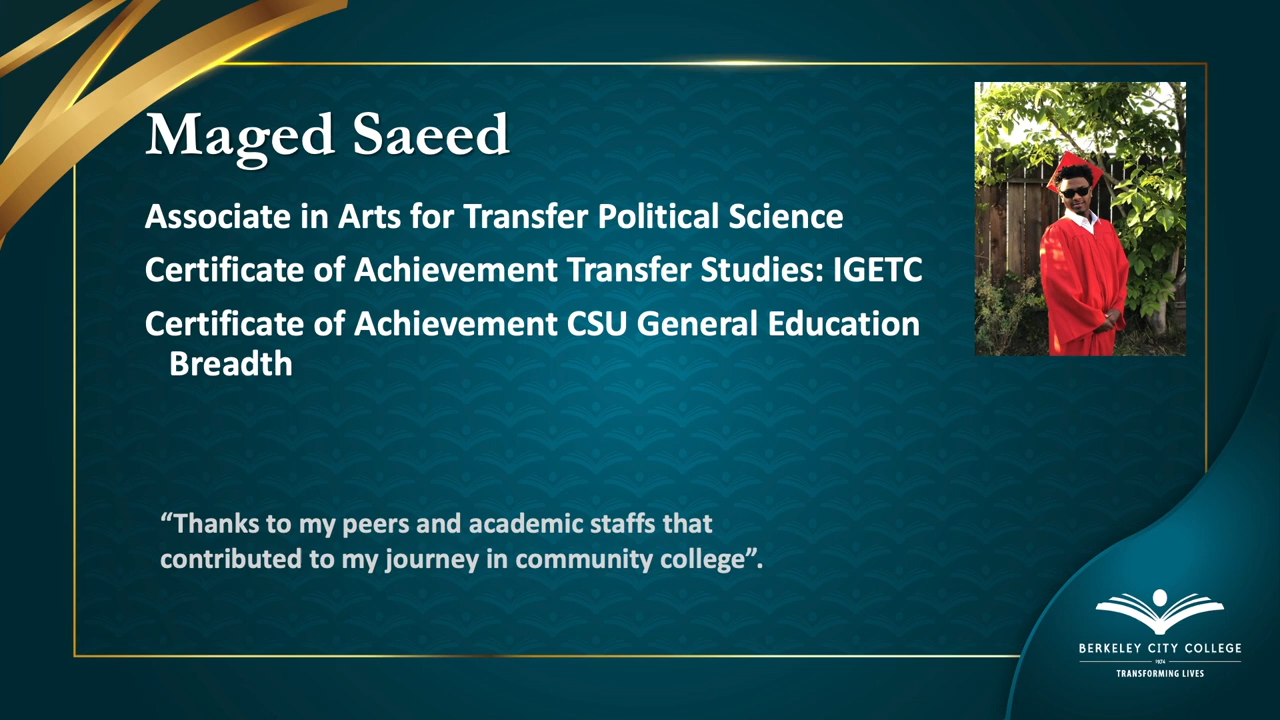 Maged Saeed
Associate in Arts for Transfer Political Science
Certificate of Achievement Transfer Studies: IGETC
Certificate of Achievement CSU General Education
Breadth
“Thanks to my peers and academic staffs that
contributed to my journey in community college”.
BERKELEY CITY COLLEGE
1974
TRANSFORMING LIVES